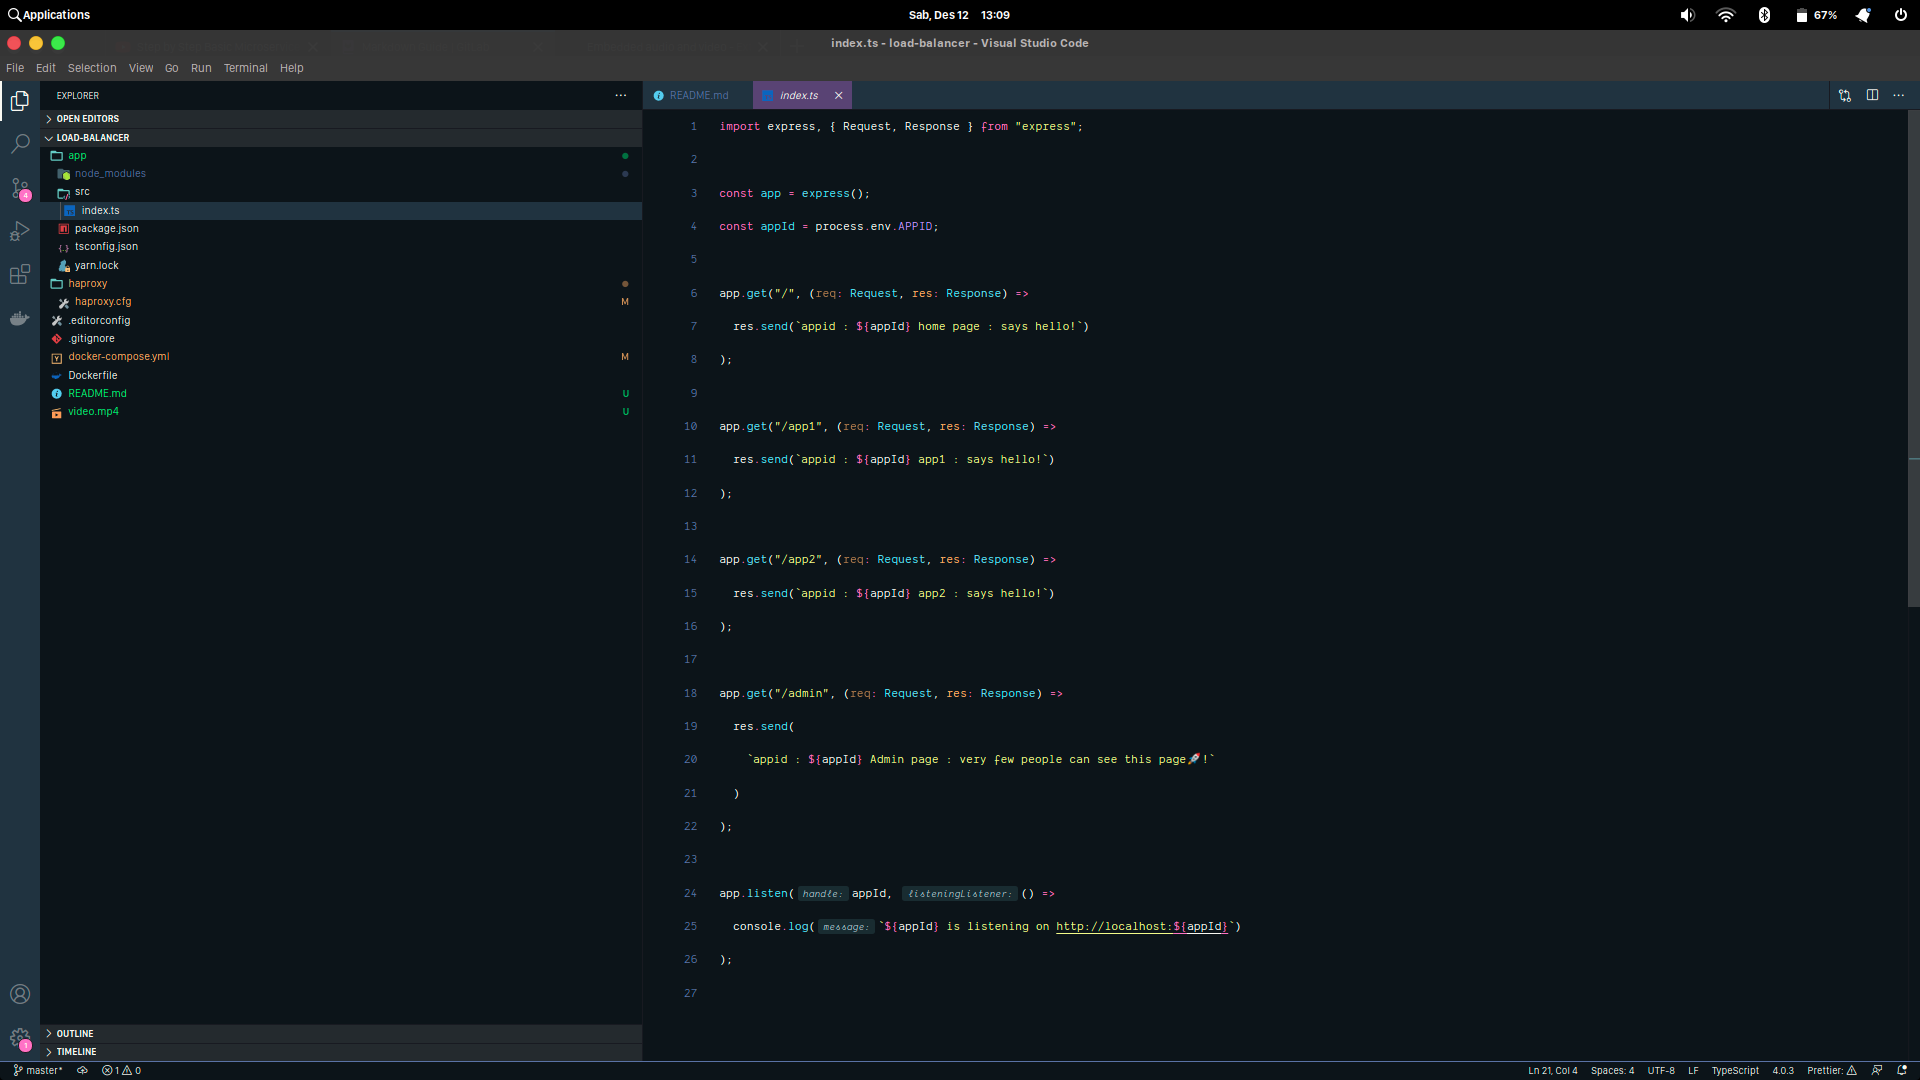 Applications
Sab, Des 12 13:09
67%
index.ts - load-balancer - Visual Studio Code
File Edit Selection View Go Run Terminal Help
EXPLORER
OPEN EDITORS
LOAD-BALANCER
app
node_modules
src
index.ts
package.json
tsconfig.json
yarn.lock
haproxy
haproxy.cfg M
.editorconfig
.gitignore
docker-compose.yml M
Dockerfile
README.md U
video.mp4 U
OUTLINE
TIMELINE
4
1
README.md index.ts
1 import express, { Request, Response } from "express";
2
3 const app = express();
4 const appId = process.env.APPID;
5
6 app.get("/", (req: Request, res: Response) =>
7 res.send(`appid : ${appId} home page : says hello!`)
8 );
9
10 app.get("/app1", (req: Request, res: Response) =>
11 res.send(`appid : ${appId} app1 : says hello!`)
12 );
13
14 app.get("/app2", (req: Request, res: Response) =>
15 res.send(`appid : ${appId} app2 : says hello!`)
16 );
17
18 app.get("/admin", (req: Request, res: Response) =>
19 res.send(
20 `appid : ${appId} Admin page : very few people can see this page🚀!`
21 )
22 );
23
24 app.listen( handle: appId, listeningListener: () =>
25 console.log( message: `${appId} is listening on http://localhost:${appId}`)
26 );
27
master* 1 0
Ln 21, Col 4 Spaces: 4 UTF-8 LF TypeScript 4.0.3 Prettier: